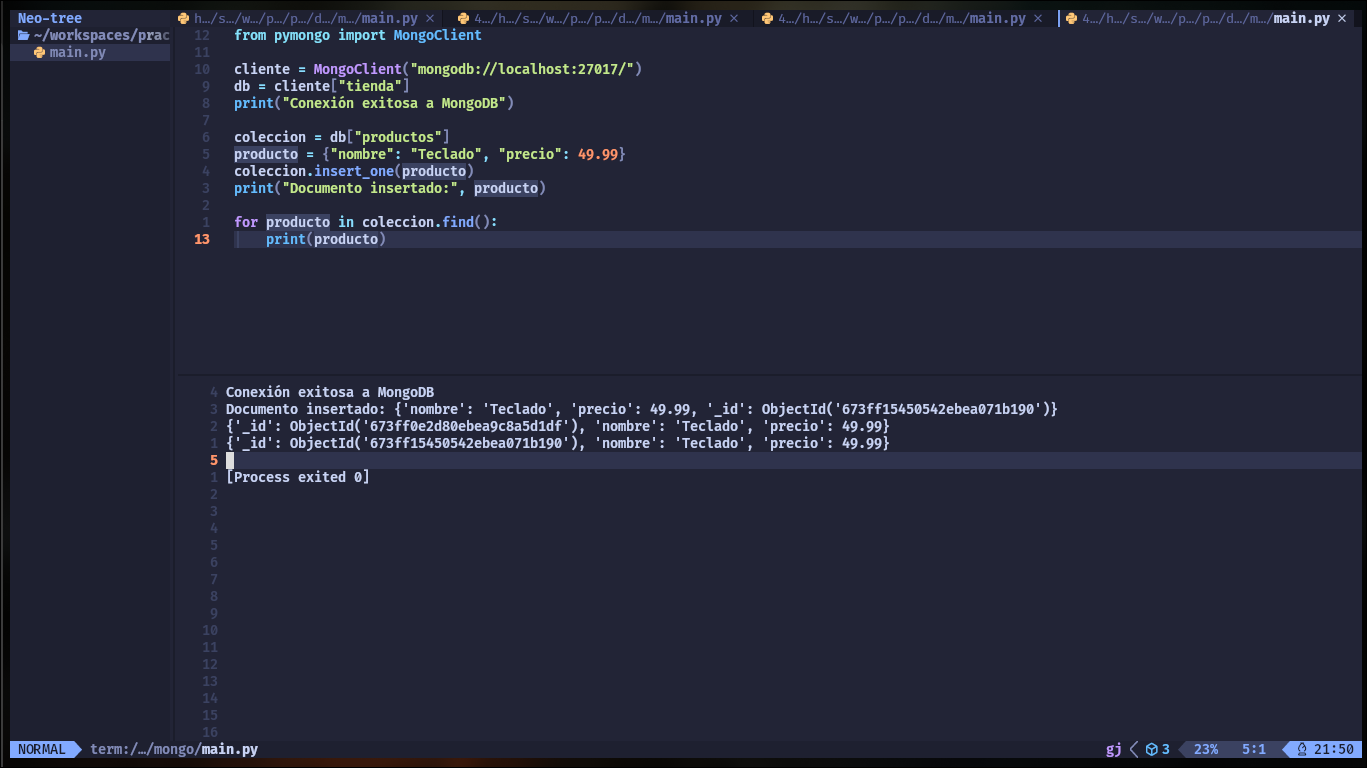 Neo-tree
h…/s…/w…/p…/p…/d…/m…/main.py ×
4…/h…/s…/w…/p…/p…/d…/m…/main.py ×
4…/h…/s…/w…/p…/p…/d…/m…/main.py ×
4…/h…/s…/w…/p…/p…/d…/m…/main.py ×
~/workspaces/prac
main.py
12 from pymongo import MongoClient
11
10 cliente = MongoClient("mongodb://localhost:27017/")
9 db = cliente["tienda"]
8 print("Conexión exitosa a MongoDB")
7
6 coleccion = db["productos"]
5 producto = {"nombre": "Teclado", "precio": 49.99}
4 coleccion.insert_one(producto)
3 print("Documento insertado:", producto)
2
1 for producto in coleccion.find():
13 print(producto)
4 Conexión exitosa a MongoDB
3 Documento insertado: {'nombre': 'Teclado', 'precio': 49.99, '_id': ObjectId('673ff15450542ebea071b190')}
2 {'_id': ObjectId('673ff0e2d80ebea9c8a5d1df'), 'nombre': 'Teclado', 'precio': 49.99}
1 {'_id': ObjectId('673ff15450542ebea071b190'), 'nombre': 'Teclado', 'precio': 49.99}
5
1 [Process exited 0]
2
3
4
5
6
7
8
9
10
11
12
13
14
15
16
NORMAL term:/…/mongo/main.py gj 3 23% 5:1 21:50